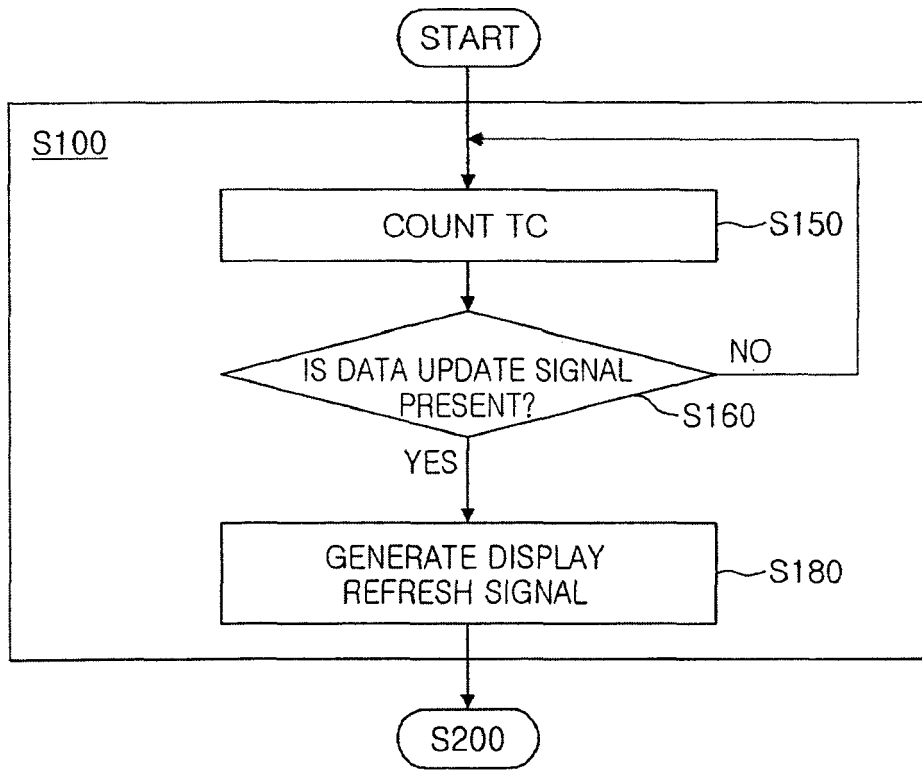 START
S100
COUNT TC
S150
IS DATA UPDATE SIGNAL
PRESENT?
NO
S160
YES
GENERATE DISPLAY
REFRESH SIGNAL
S180
S200